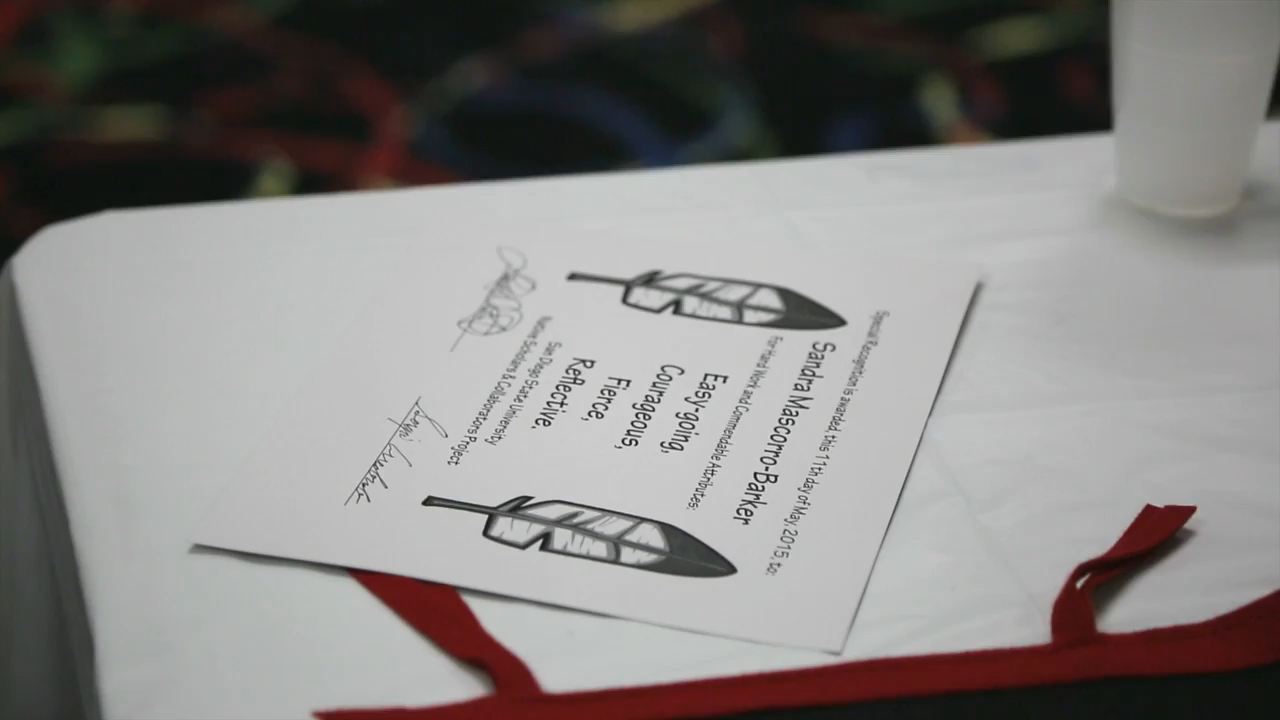 Special Recognition is awarded, this 11th day of May, 2015, to:
Sandra Mascorro-Barker
For Hard Work and Commendable Attributes:
Easy-going,
Courageous,
Fierce,
Reflective.
San Diego State University
Native Scholars & Collaborators Project